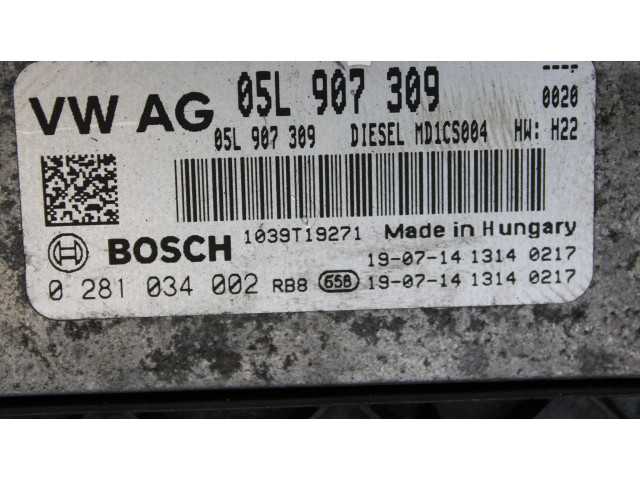 VW AG 05L 907 309 0020
05L 907 309 DIESEL MD1CS004 HW: H22
BOSCH 1039T19271 Made in Hungary
19-07-14 1314 0217
0 281 034 002 RB8 658 19-07-14 1314 0217